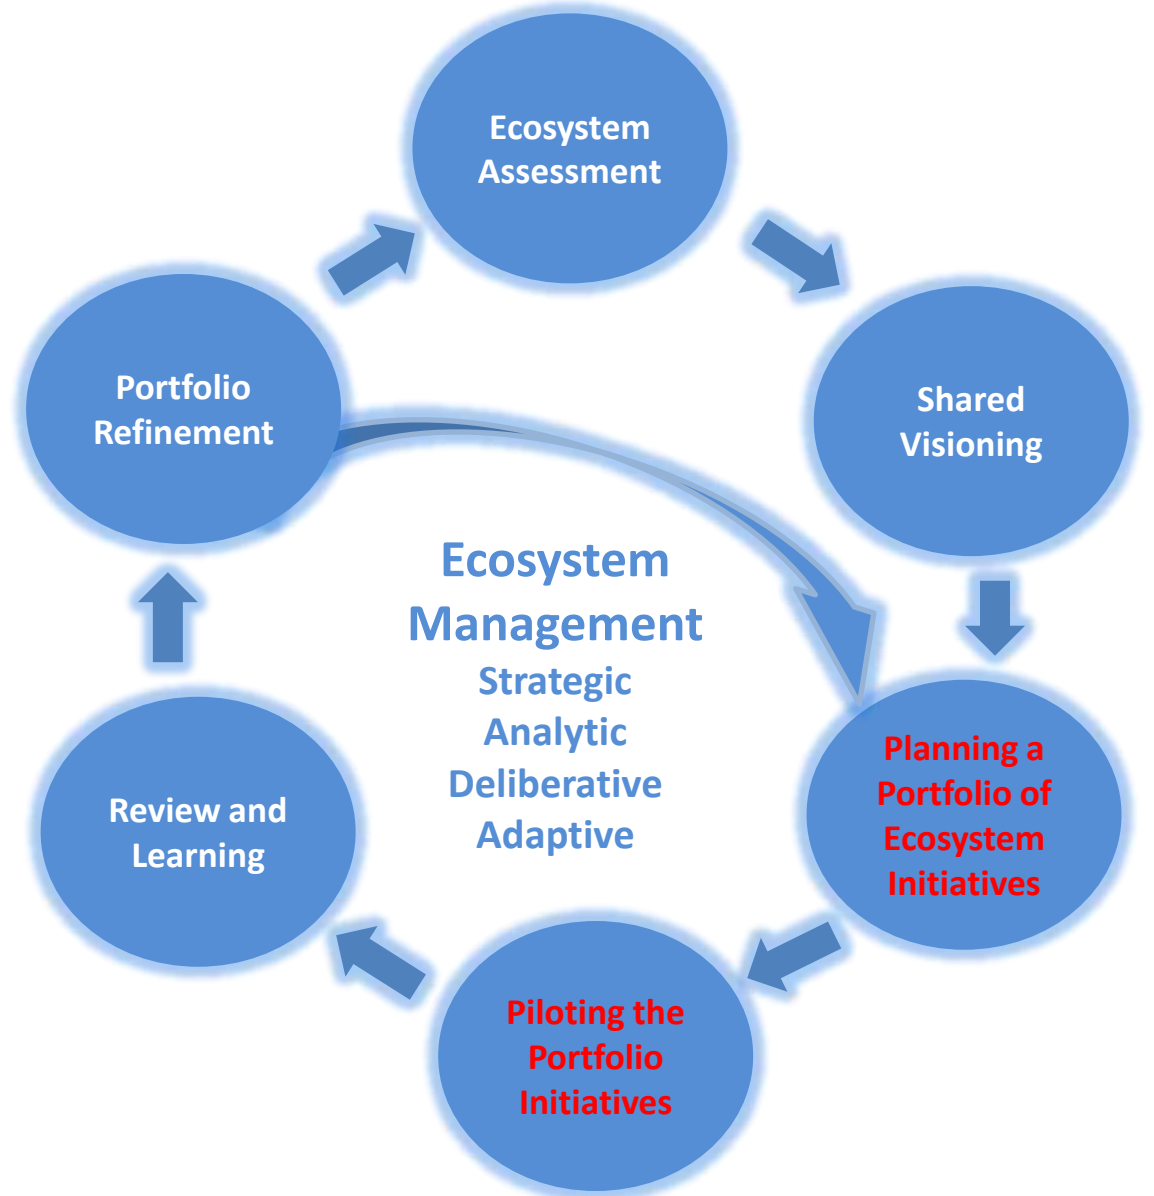 Ecosystem
Assessment
Shared
Visioning
Planning a
Portfolio of
Ecosystem
Initiatives
Piloting the
Portfolio
Initiatives
Review and
Learning
Portfolio
Refinement
Ecosystem
Management
Strategic
Analytic
Deliberative
Adaptive